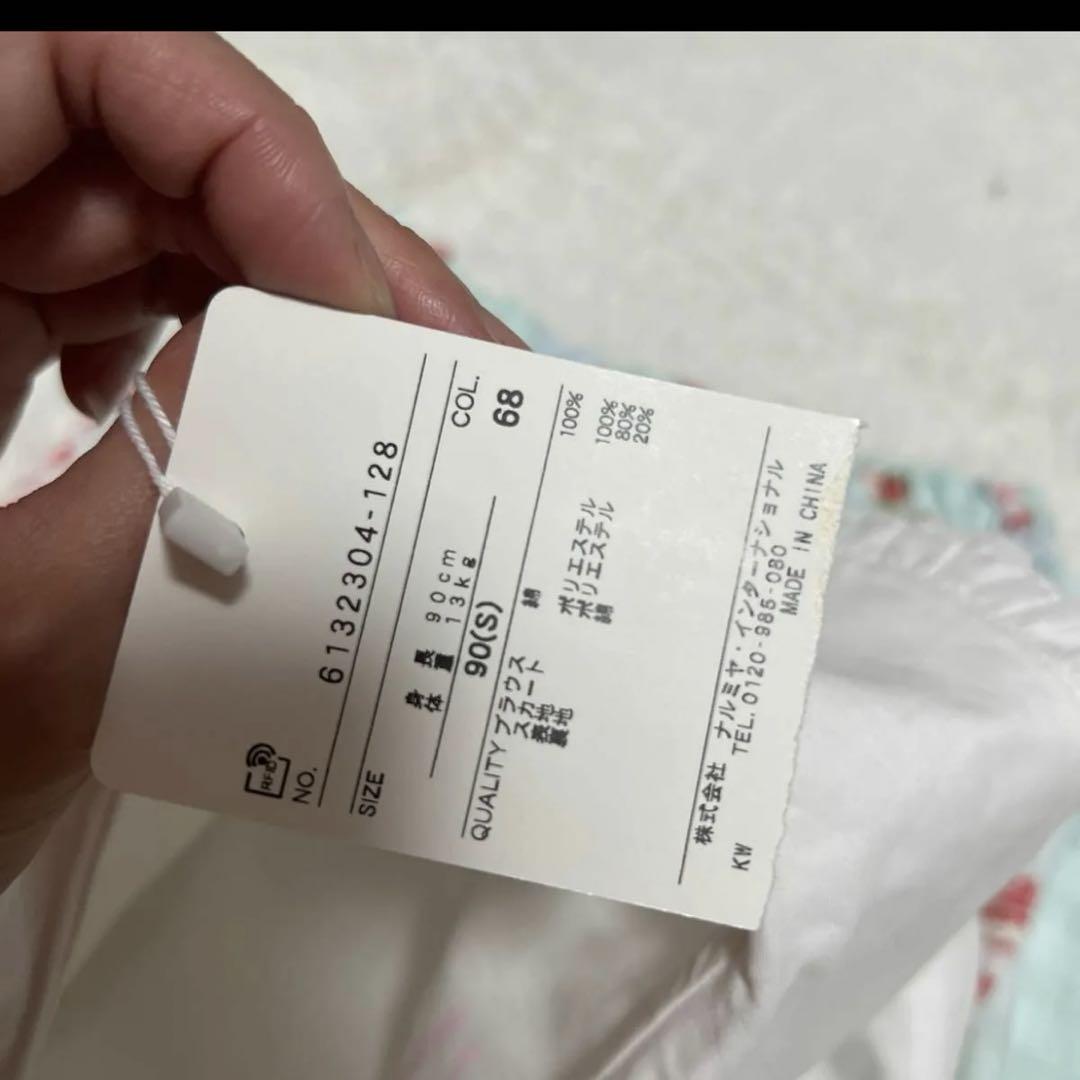 RFID
NO. 6132304-128
SIZE
身長 90cm
体重 13kg
COL.
90(S) 68
QUALITY
ブラウス 綿 100%
スカート
表地 ポリエステル 100%
裏地 ポリエステル 80%
綿 20%
株式会社 ナルミヤ・インターナショナル
TEL.0120-985-080
KW MADE IN CHINA